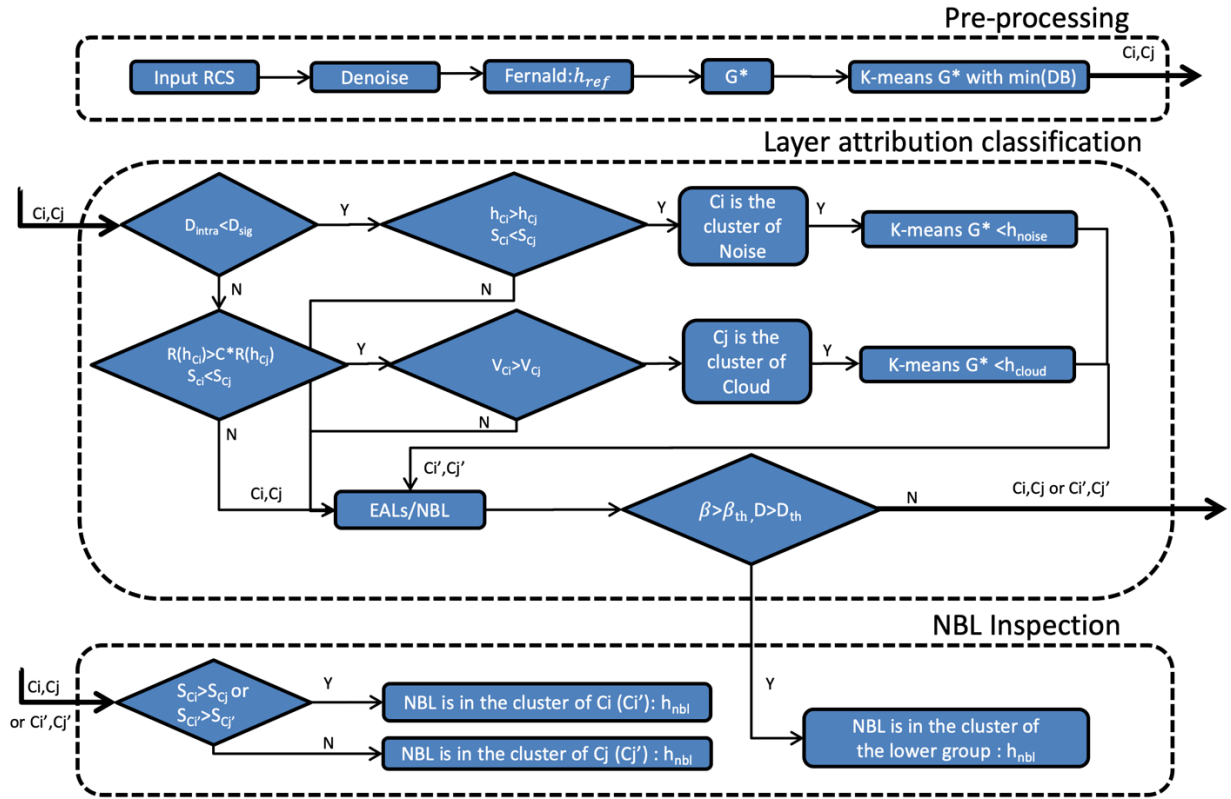 Pre-processing
Ci,Cj
Input RCS
Denoise
Fernald: h_ref
G*
K-means G* with min(DB)
Layer attribution classification
Ci,Cj
D_intra<D_sig
Y
h_Ci>h_Cj
S_Ci<S_Cj
Y
Ci is the
cluster of
Noise
Y
K-means G* <h_noise
N
N
R(h_Ci)>C*R(h_Cj)
S_ci<S_Cj
Y
V_Ci>V_Cj
Cj is the
cluster of
Cloud
Y
K-means G* <h_cloud
N
N
Ci',Cj'
Ci,Cj
EALs/NBL
β>β_th,D>D_th
N
Ci,Cj or Ci',Cj'
NBL Inspection
Ci,Cj
or Ci',Cj'
S_Ci>S_Cj or
S_Ci'>S_Cj'
Y
NBL is in the cluster of Ci (Ci'): h_nbl
N
NBL is in the cluster of Cj (Cj') : h_nbl
Y
NBL is in the cluster of
the lower group : h_nbl